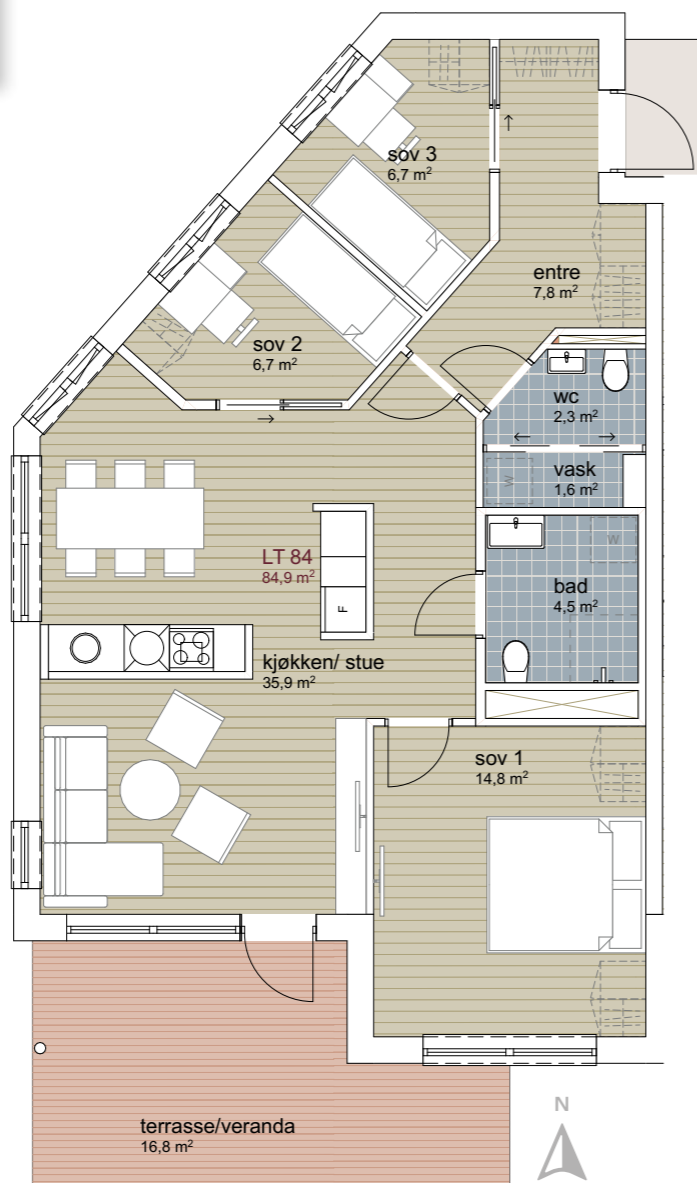 sov 3
6,7 m²
entre
7,8 m²
sov 2
6,7 m²
wc
2,3 m²
vask
1,6 m²
W
W
LT 84
84,9 m²
bad
4,5 m²
F
kjøkken/ stue
35,9 m²
sov 1
14,8 m²
terrasse/veranda
16,8 m²
N